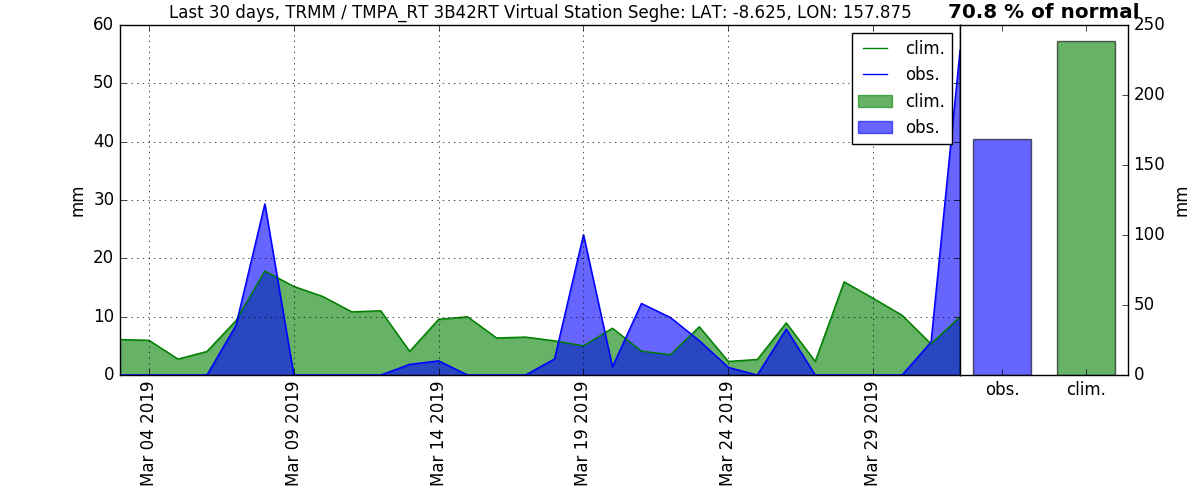 Last 30 days, TRMM / TMPA_RT 3B42RT Virtual Station Seghe: LAT: -8.625, LON: 157.875
70.8 % of normal
60
50
40
30
20
10
0
mm
clim.
obs.
clim.
obs.
Mar 04 2019
Mar 09 2019
Mar 14 2019
Mar 19 2019
Mar 24 2019
Mar 29 2019
250
200
150
100
50
0
mm
obs.
clim.